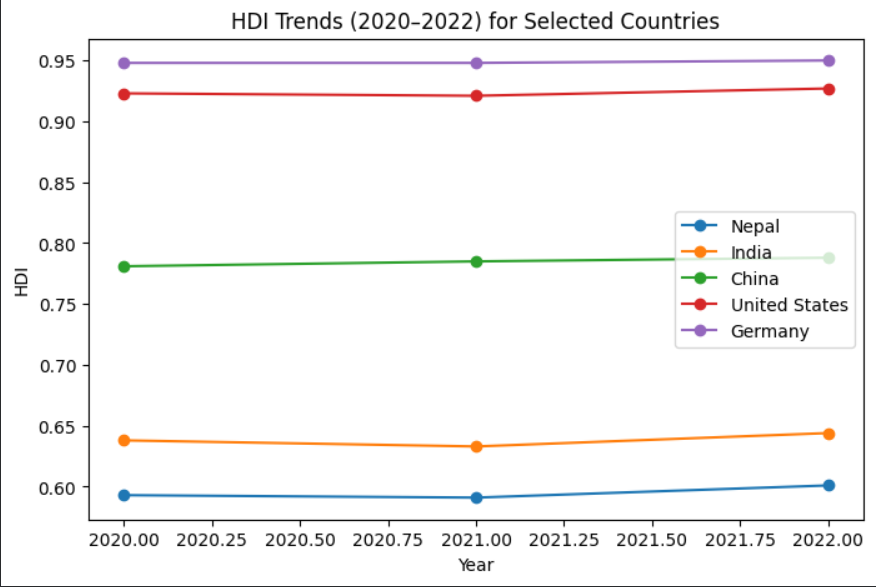 HDI Trends (2020–2022) for Selected Countries
0.95
0.90
0.85
0.80
0.75
0.70
0.65
0.60
HDI
Nepal
India
China
United States
Germany
2020.00 2020.25 2020.50 2020.75 2021.00 2021.25 2021.50 2021.75 2022.00
Year